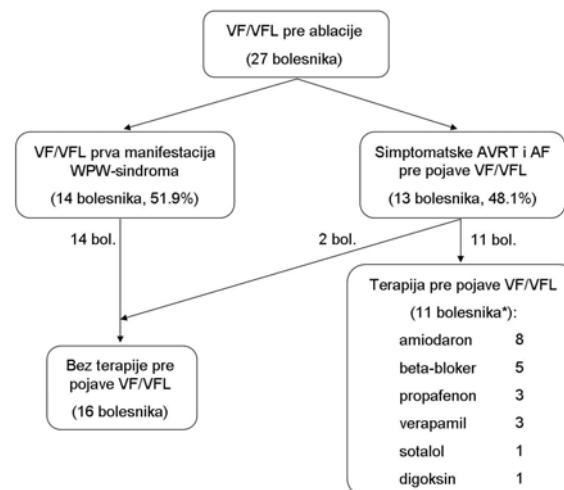 VF/VFL pre ablacije
(27 bolesnika)
VF/VFL prva manifestacija
WPW-sindroma
(14 bolesnika, 51.9%)
Simptomatske AVRT i AF
pre pojave VF/VFL
(13 bolesnika, 48.1%)
14 bol.
2 bol.
11 bol.
Bez terapije pre
pojave VF/VFL
(16 bolesnika)
Terapija pre pojave VF/VFL
(11 bolesnika*):
amiodaron 8
beta-bloker 5
propafenon 3
verapamil 3
sotalol 1
digoksin 1